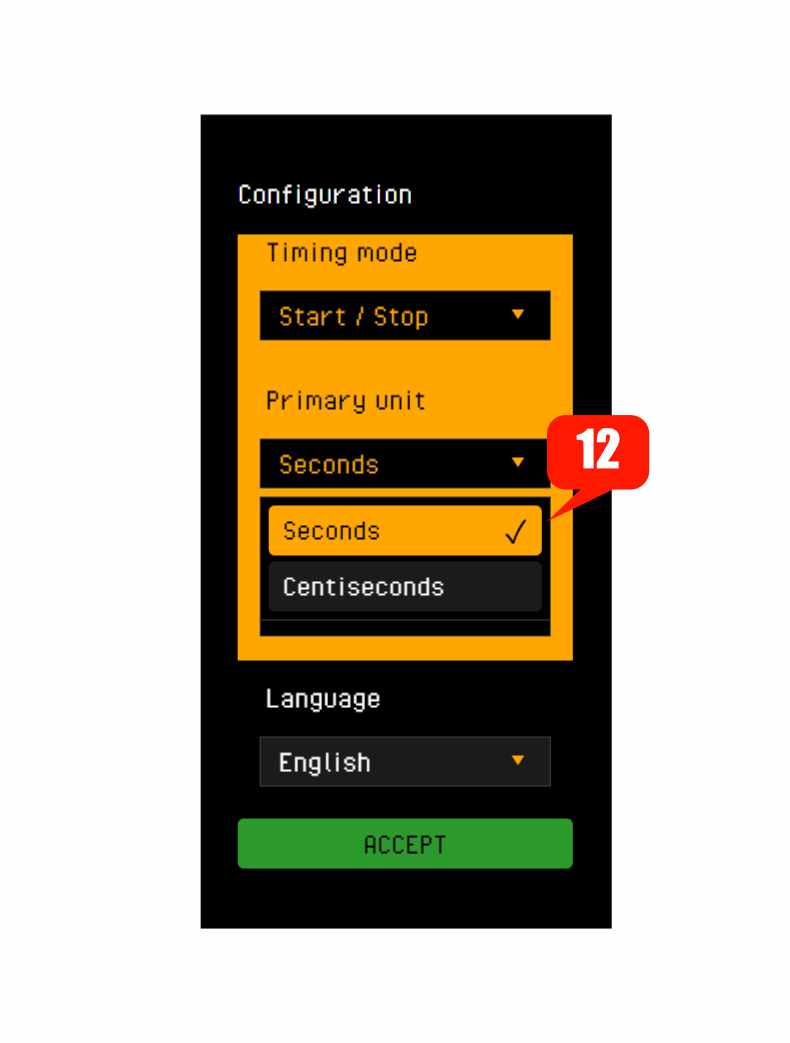 Configuration
Timing mode
Start / Stop
Primary unit
Seconds
12
Seconds
Centiseconds
Language
English
ACCEPT